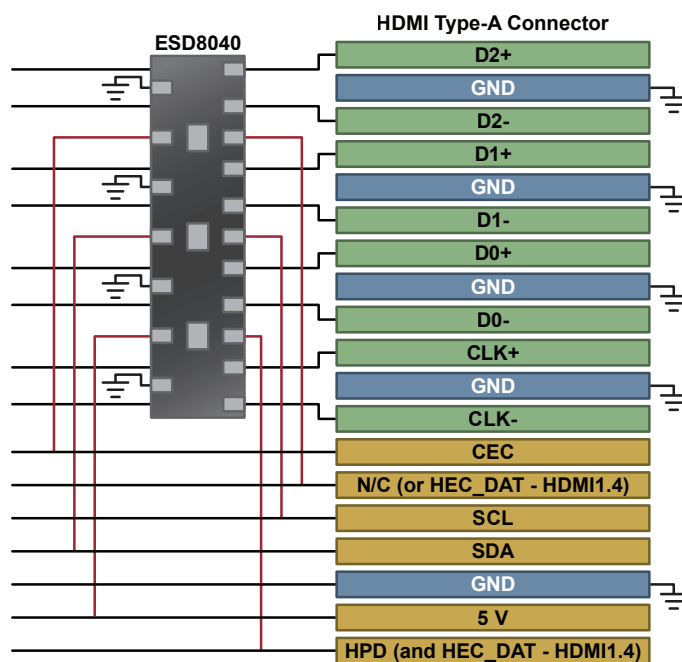 HDMI Type-A Connector
ESD8040
D2+
GND
D2-
D1+
GND
D1-
D0+
GND
D0-
CLK+
GND
CLK-
CEC
N/C (or HEC_DAT - HDMI1.4)
SCL
SDA
GND
5 V
HPD (and HEC_DAT - HDMI1.4)